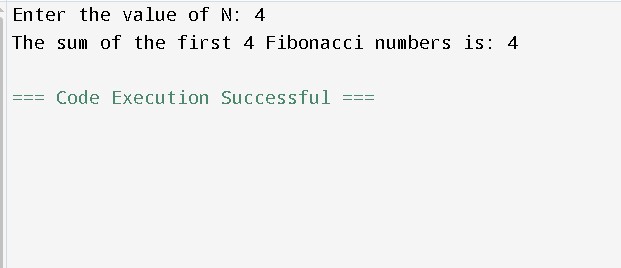 Enter the value of N: 4
The sum of the first 4 Fibonacci numbers is: 4
=== Code Execution Successful ===